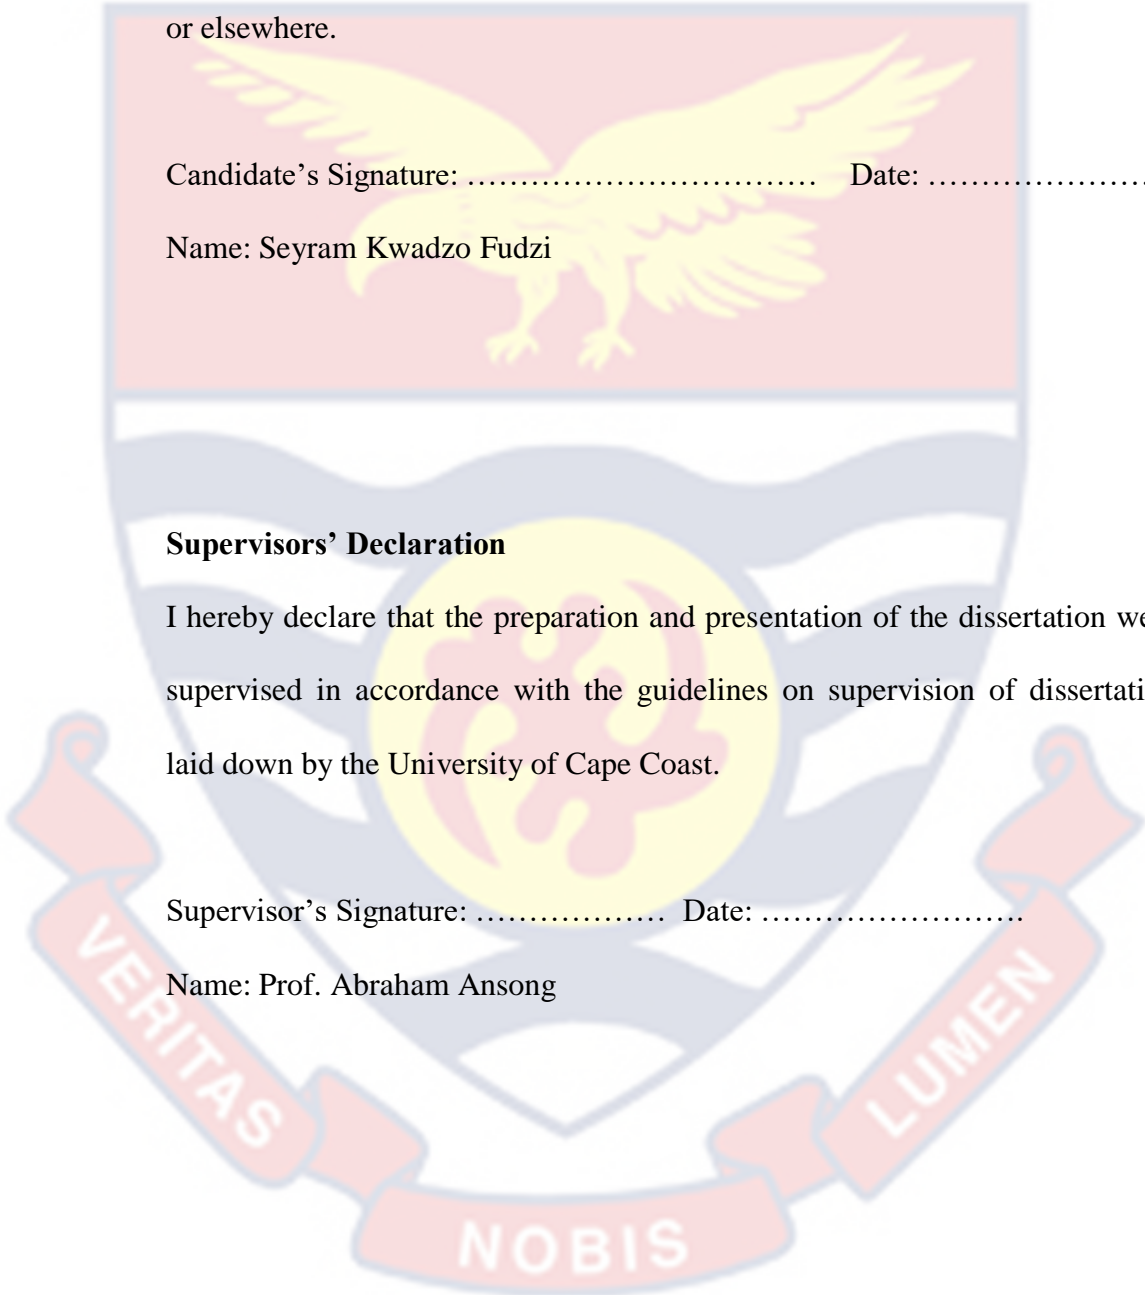 or elsewhere.
Candidate’s Signature: …………………………… Date: …………………
Name: Seyram Kwadzo Fudzi
Supervisors’ Declaration
I hereby declare that the preparation and presentation of the dissertation we
supervised in accordance with the guidelines on supervision of dissertati
laid down by the University of Cape Coast.
Supervisor’s Signature: ……………… Date: …………………….
Name: Prof. Abraham Ansong
VERITAS
NOBIS
LUMEN